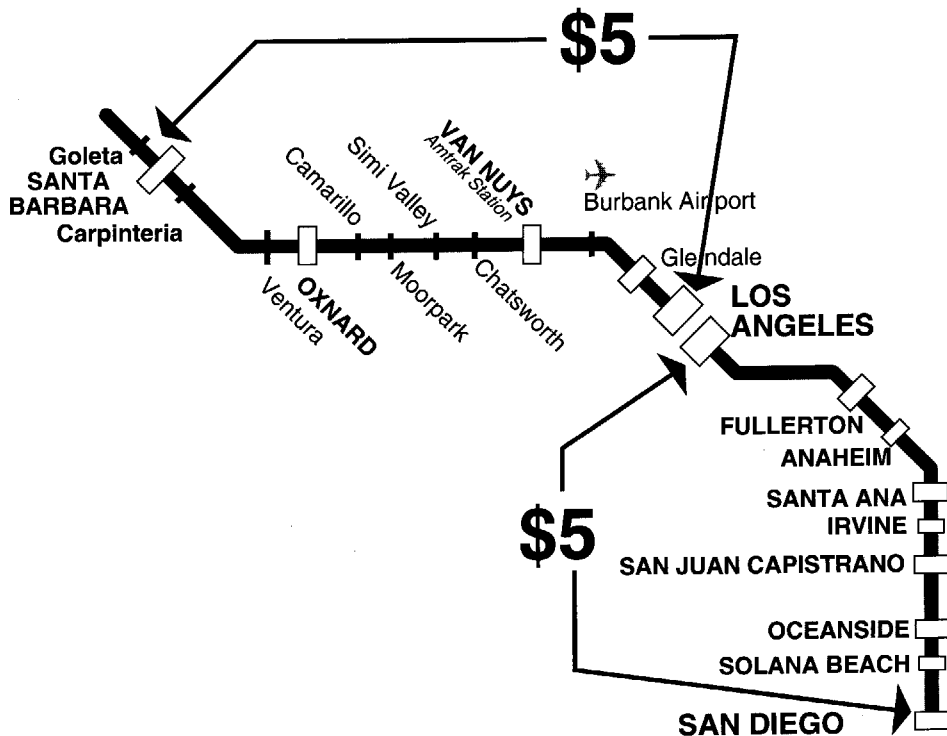 $5
Goleta
SANTA
BARBARA
Carpinteria
Ventura
OXNARD
Camarillo
Moorpark
Simi Valley
Chatsworth
VAN NUYS
Amtrak Station
Burbank Airport
Glendale
LOS
ANGELES
$5
FULLERTON
ANAHEIM
SANTA ANA
IRVINE
SAN JUAN CAPISTRANO
OCEANSIDE
SOLANA BEACH
SAN DIEGO